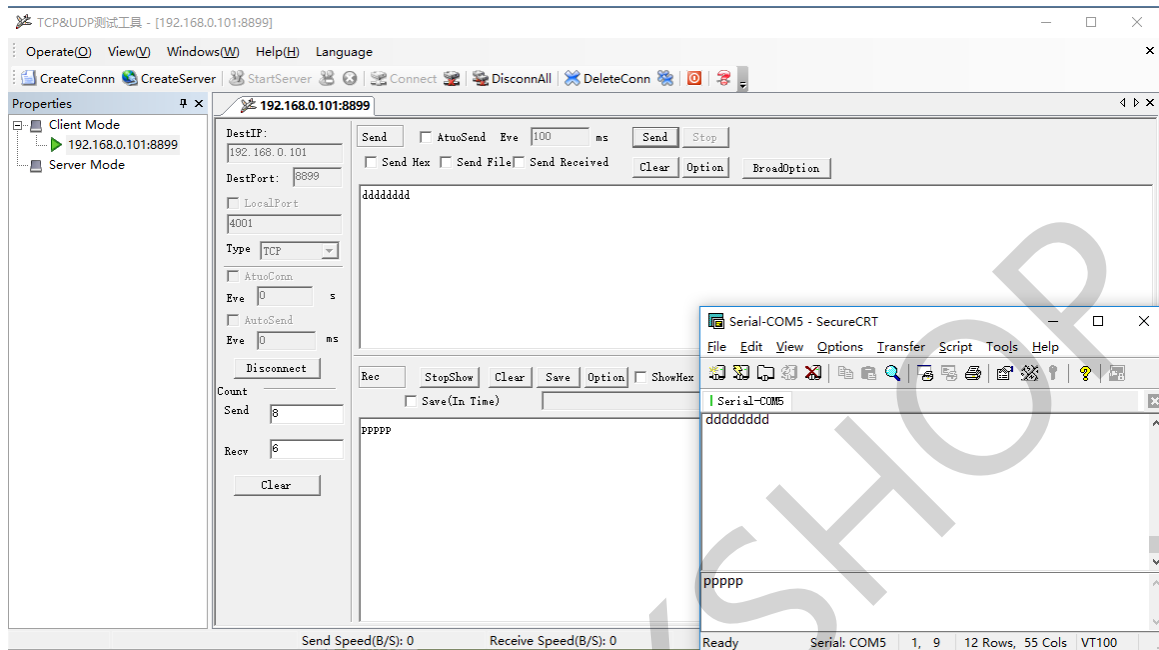 TCP&UDP测试工具 - [192.168.0.101:8899]
Operate(O) View(V) Windows(W) Help(H) Language
CreateConnn CreateServer StartServer Connect DisconnAll DeleteConn
Properties
Client Mode
192.168.0.101:8899
Server Mode
192.168.0.101:8899
DestIP:
192.168.0.101
DestPort: 8899
LocalPort
4001
Type TCP
AtuoConn
Eve 0 s
AutoSend
Eve 0 ms
Disconnect
Count
Send 8
Recv 6
Clear
Send AtuoSend Eve 100 ms Send Stop
Send Hex Send File Send Received Clear Option BroadOption
dddddddd
Rec StopShow Clear Save Option ShowHex
Save(In Time)
PPPPP
Send Speed(B/S): 0 Receive Speed(B/S): 0
Serial-COM5 - SecureCRT
File Edit View Options Transfer Script Tools Help
Serial-COM5
dddddddd
ppppp
Ready Serial: COM5 1, 9 12 Rows, 55 Cols VT100
SHOP